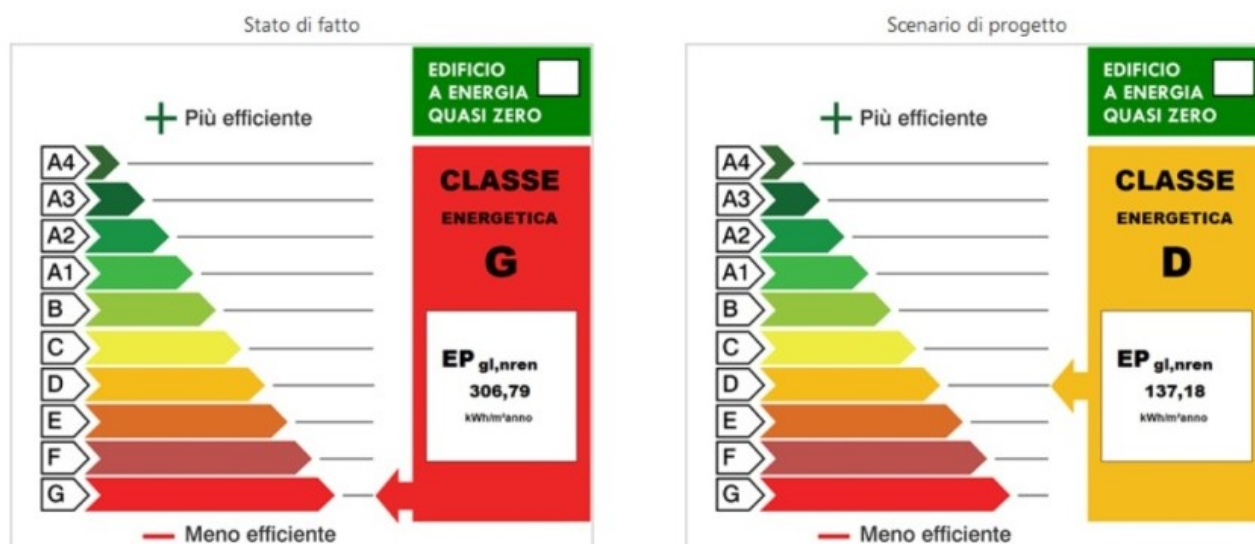 Stato di fatto
EDIFICIO
A ENERGIA
QUASI ZERO
Più efficiente
A4
A3
A2
A1
B
C
D
E
F
G
Meno efficiente
CLASSE
ENERGETICA
G
EP gl,nren
306,79
kWh/m²anno
Scenario di progetto
EDIFICIO
A ENERGIA
QUASI ZERO
Più efficiente
A4
A3
A2
A1
B
C
D
E
F
G
Meno efficiente
CLASSE
ENERGETICA
D
EP gl,nren
137,18
kWh/m²anno